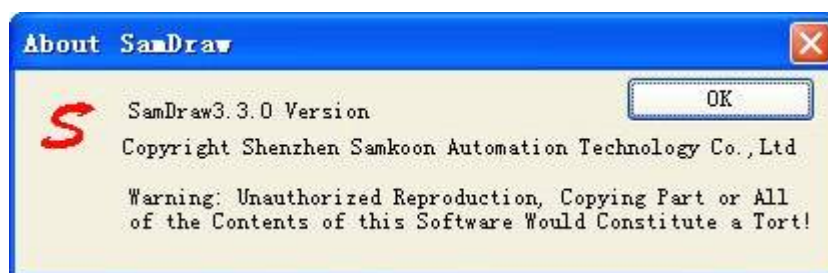 About SamDraw
OK
SamDraw3.3.0 Version
Copyright Shenzhen Samkoon Automation Technology Co.,Ltd
Warning: Unauthorized Reproduction, Copying Part or All
of the Contents of this Software Would Constitute a Tort!